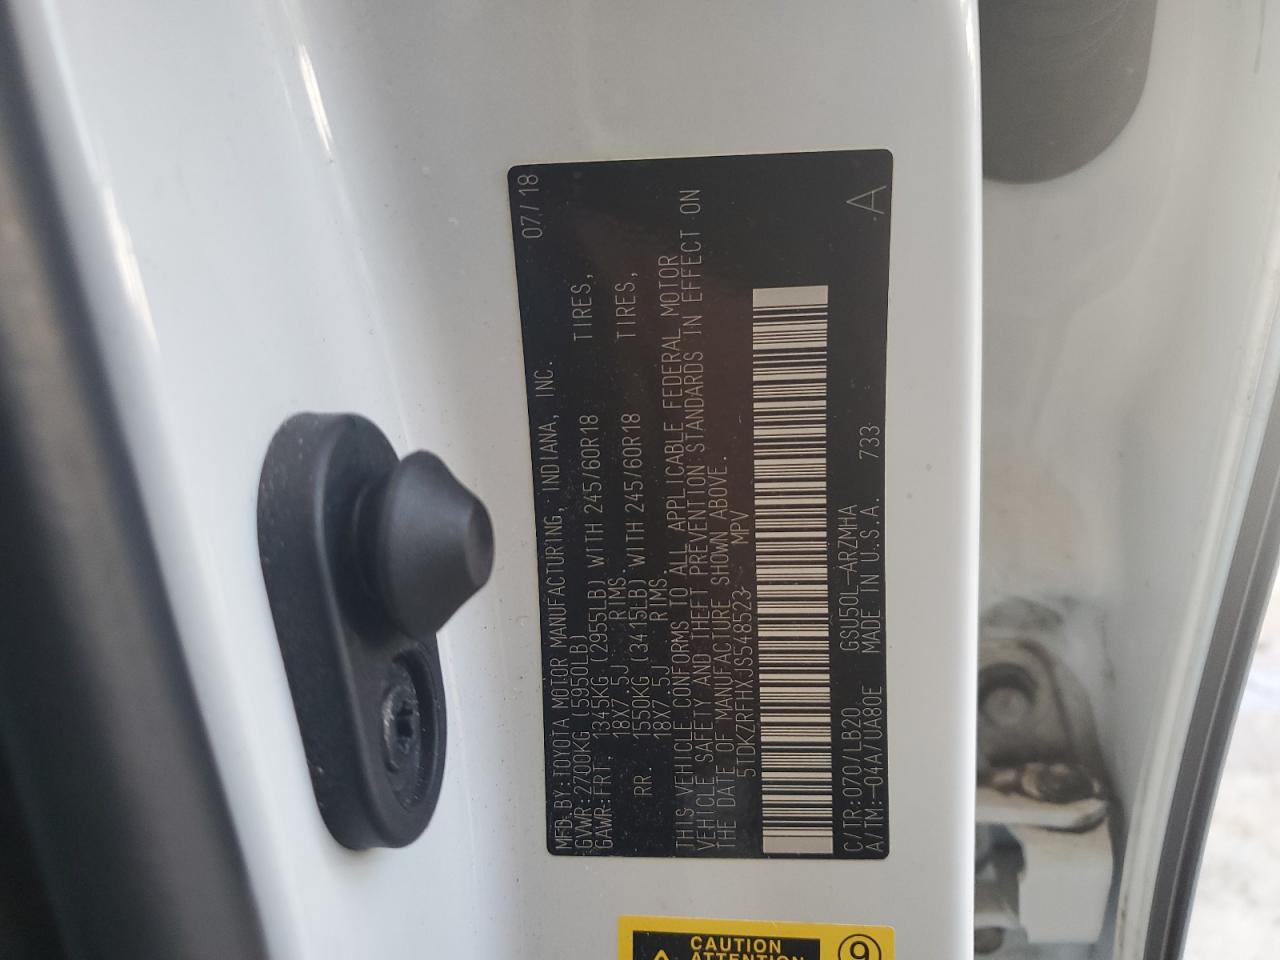 MFD.BY:TOYOTA MOTOR MANUFACTURING, INDIANA, INC. 07/18
GVWR:2700KG (5950LB)
GAWR:FRT. 1345KG (2955LB) WITH 245/60R18 TIRES,
18X7.5J RIMS.
RR. 1550KG (3415LB) WITH 245/60R18 TIRES,
18X7.5J RIMS.
THIS VEHICLE CONFORMS TO ALL APPLICABLE FEDERAL MOTOR
VEHICLE SAFETY AND THEFT PREVENTION STANDARDS IN EFFECT ON
THE DATE OF MANUFACTURE SHOWN ABOVE.
5TDKZRFHXJS548523 MPV
C/TR:070/LB20 GSU50L-ARZMHA 733 A
A/TM:-04A/UA80E MADE IN U.S.A.
CAUTION
ATTENTION
9